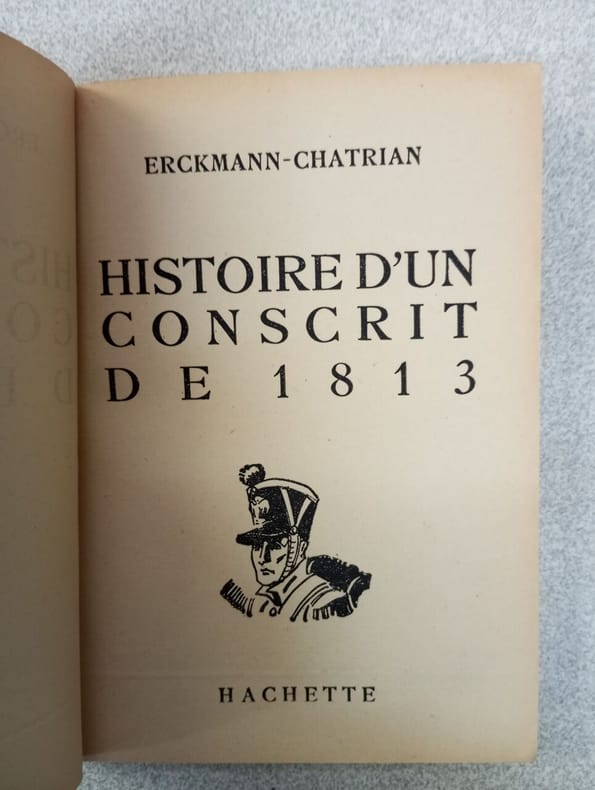 ERCKMANN-CHATRIAN
HISTOIRE D'UN
CONSCRIT
DE 1813
HACHETTE